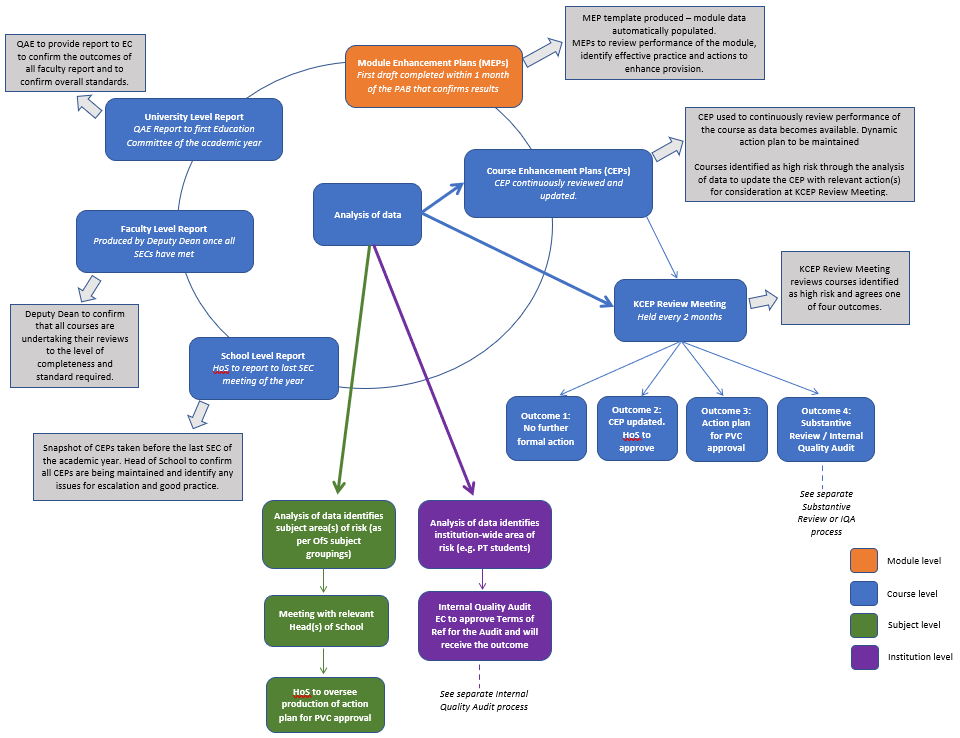 MEP template produced – module data
automatically populated.
MEPs to review performance of the module,
identify effective practice and actions to
enhance provision.
QAE to provide report to EC
to confirm the outcomes of
all faculty report and to
confirm overall standards.
Module Enhancement Plans (MEPs)
First draft completed within 1 month
of the PAB that confirms results
University Level Report
QAE Report to first Education
Committee of the academic year
CEP used to continuously review performance of
the course as data becomes available. Dynamic
action plan to be maintained
Courses identified as high risk through the analysis
of data to update the CEP with relevant action(s)
for consideration at KCEP Review Meeting.
Course Enhancement Plans (CEPs)
CEP continuously reviewed and
updated.
Analysis of data
Faculty Level Report
Produced by Deputy Dean once all
SECs have met
KCEP Review Meeting
reviews courses identified
as high risk and agrees one
of four outcomes.
KCEP Review Meeting
Held every 2 months
Deputy Dean to confirm
that all courses are
undertaking their reviews
to the level of
completeness and
standard required.
School Level Report
HoS to report to last SEC
meeting of the year
Outcome 1:
No further
formal action
Outcome 2:
CEP updated.
HoS to
approve
Outcome 3:
Action plan
for PVC
approval
Outcome 4:
Substantive
Review / Internal
Quality Audit
Snapshot of CEPs taken before the last SEC of
the academic year. Head of School to confirm
all CEPs are being maintained and identify any
issues for escalation and good practice.
See separate
Substantive
Review or IQA
process
Analysis of data identifies
subject area(s) of risk (as
per OfS subject
groupings)
Analysis of data identifies
institution-wide area of
risk (e.g. PT students)
Meeting with relevant
Head(s) of School
Internal Quality Audit
EC to approve Terms of
Ref for the Audit and will
receive the outcome
HoS to oversee
production of action
plan for PVC approval
See separate Internal
Quality Audit process
Module level
Course level
Subject level
Institution level